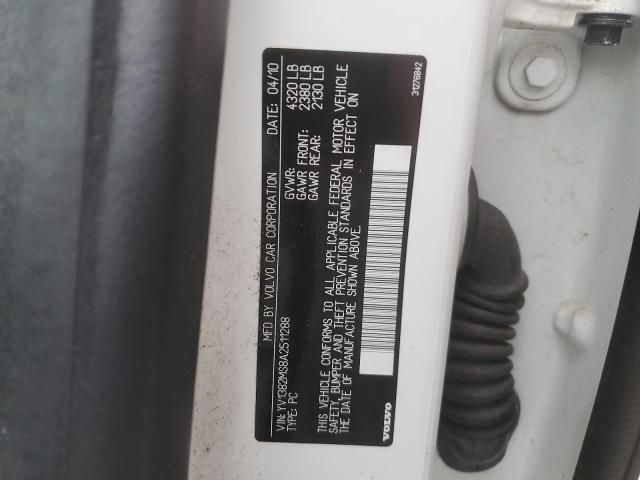 MFD BY VOLVO CAR CORPORATION DATE: 04/10
VIN: YV1382MS8A2511288
TYPE: PC
GVWR: 4320 LB
GAWR FRONT: 2380 LB
GAWR REAR: 2130 LB
THIS VEHICLE CONFORMS TO ALL APPLICABLE FEDERAL MOTOR VEHICLE
SAFETY, BUMPER AND THEFT PREVENTION STANDARDS IN EFFECT ON
THE DATE OF MANUFACTURE SHOWN ABOVE.
VOLVO
31276842